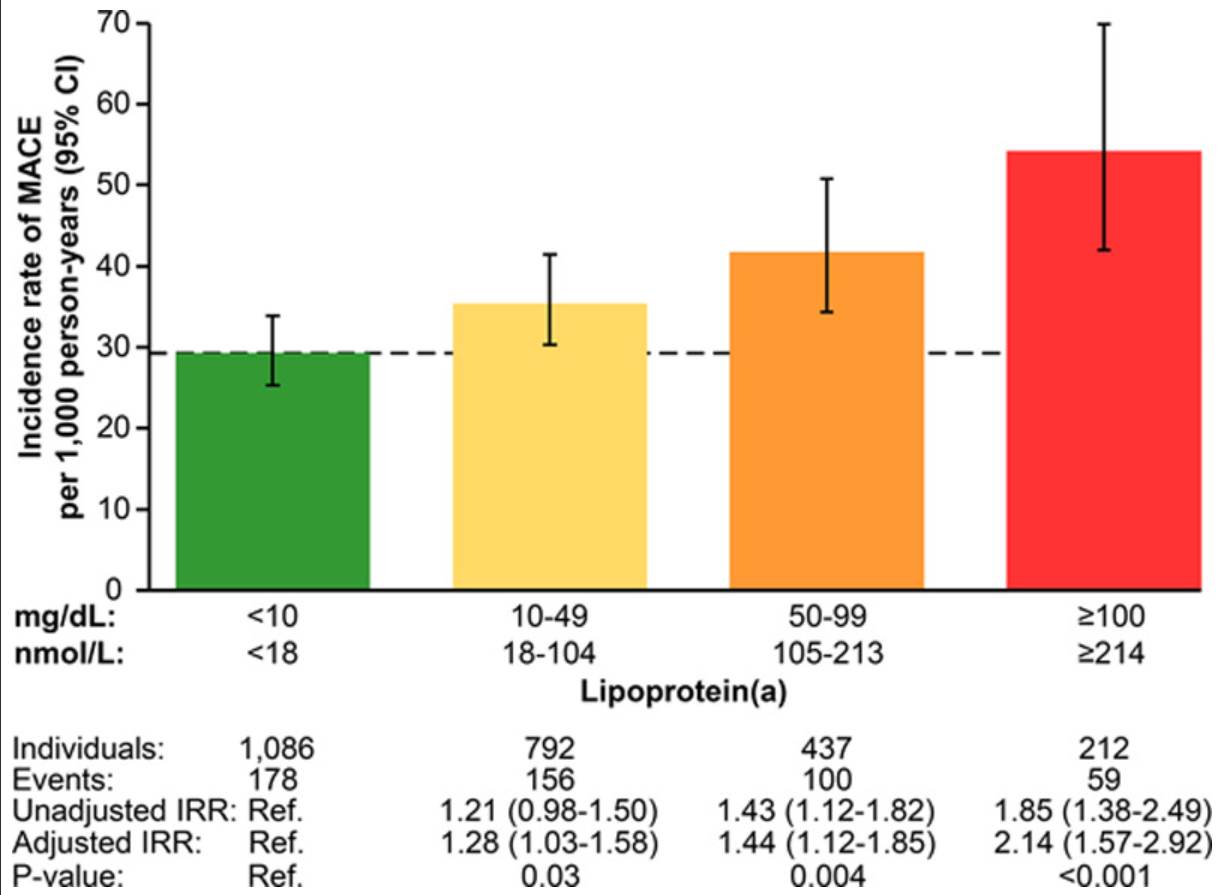 Incidence rate of MACE
per 1,000 person-years (95% CI)
70
60
50
40
30
20
10
0
mg/dL: <10 10-49 50-99 ≥100
nmol/L: <18 18-104 105-213 ≥214
Lipoprotein(a)
Individuals: 1,086 792 437 212
Events: 178 156 100 59
Unadjusted IRR: Ref. 1.21 (0.98-1.50) 1.43 (1.12-1.82) 1.85 (1.38-2.49)
Adjusted IRR: Ref. 1.28 (1.03-1.58) 1.44 (1.12-1.85) 2.14 (1.57-2.92)
P-value: Ref. 0.03 0.004 <0.001